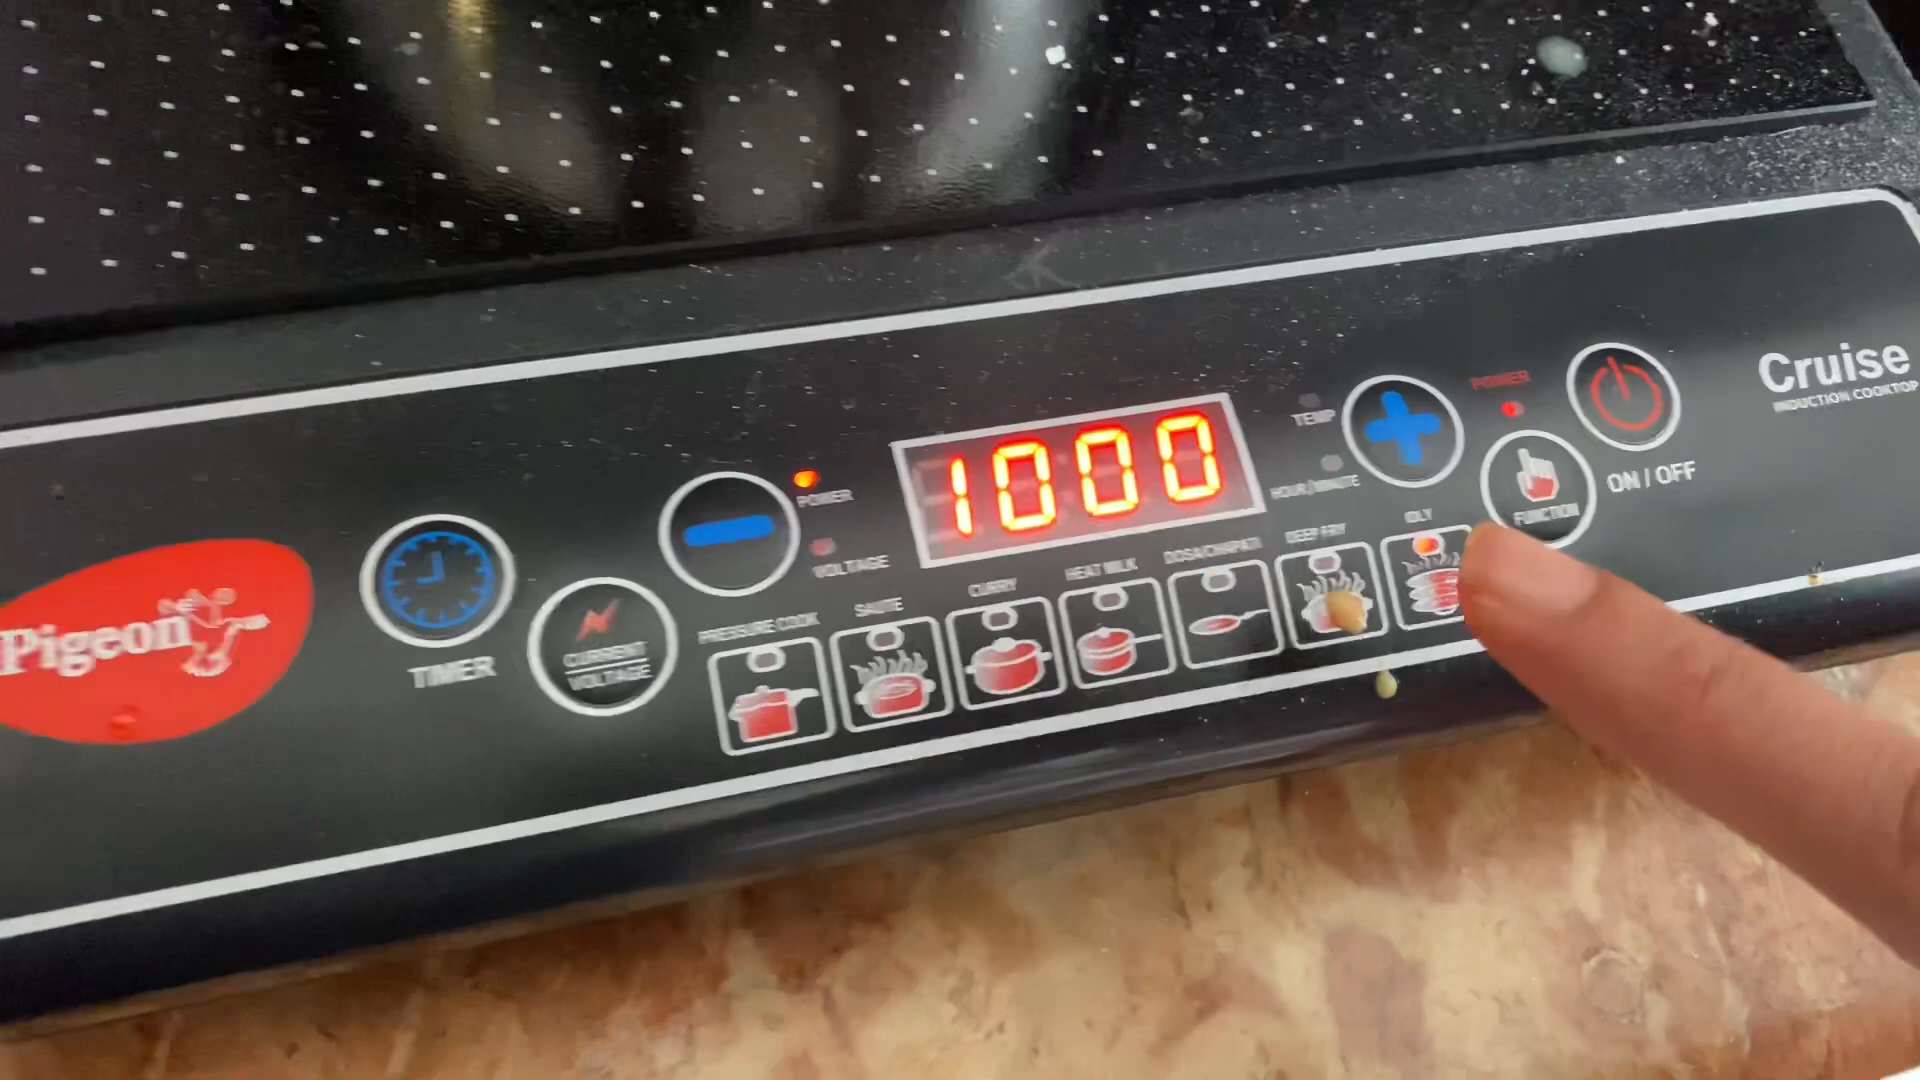 Pigeon
TIMER
CURRENT
VOLTAGE
POWER
VOLTAGE
1000
TEMP
HOUR/MINUTE
POWER
FUNCTION
ON / OFF
Cruise
INDUCTION COOKTOP
PRESSURE COOK
SAUTE
CURRY
HEAT MILK
DOSA/CHAPATI
DEEP FRY
IDLY